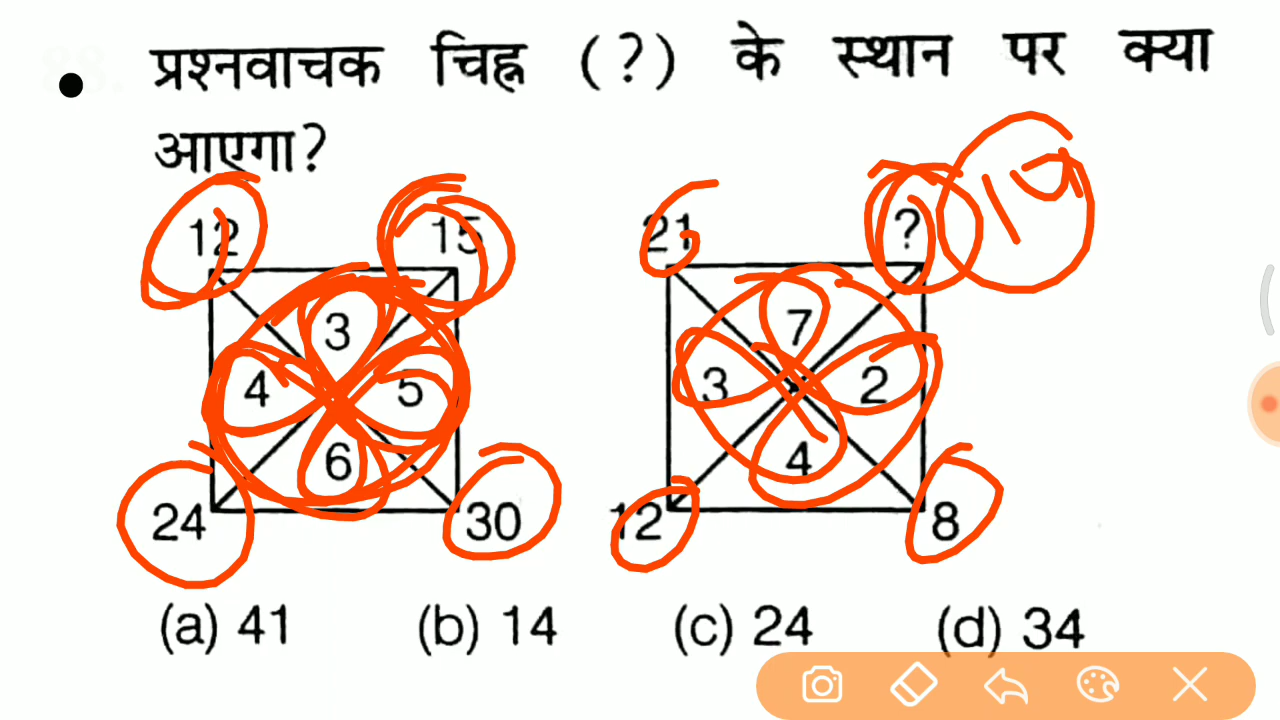 • प्रश्नवाचक चिह्न (?) के स्थान पर क्या
आएगा?
12 15 21 ? 14
3 7
4 5 3 2
6 4
24 30 12 8
(a) 41 (b) 14 (c) 24 (d) 34